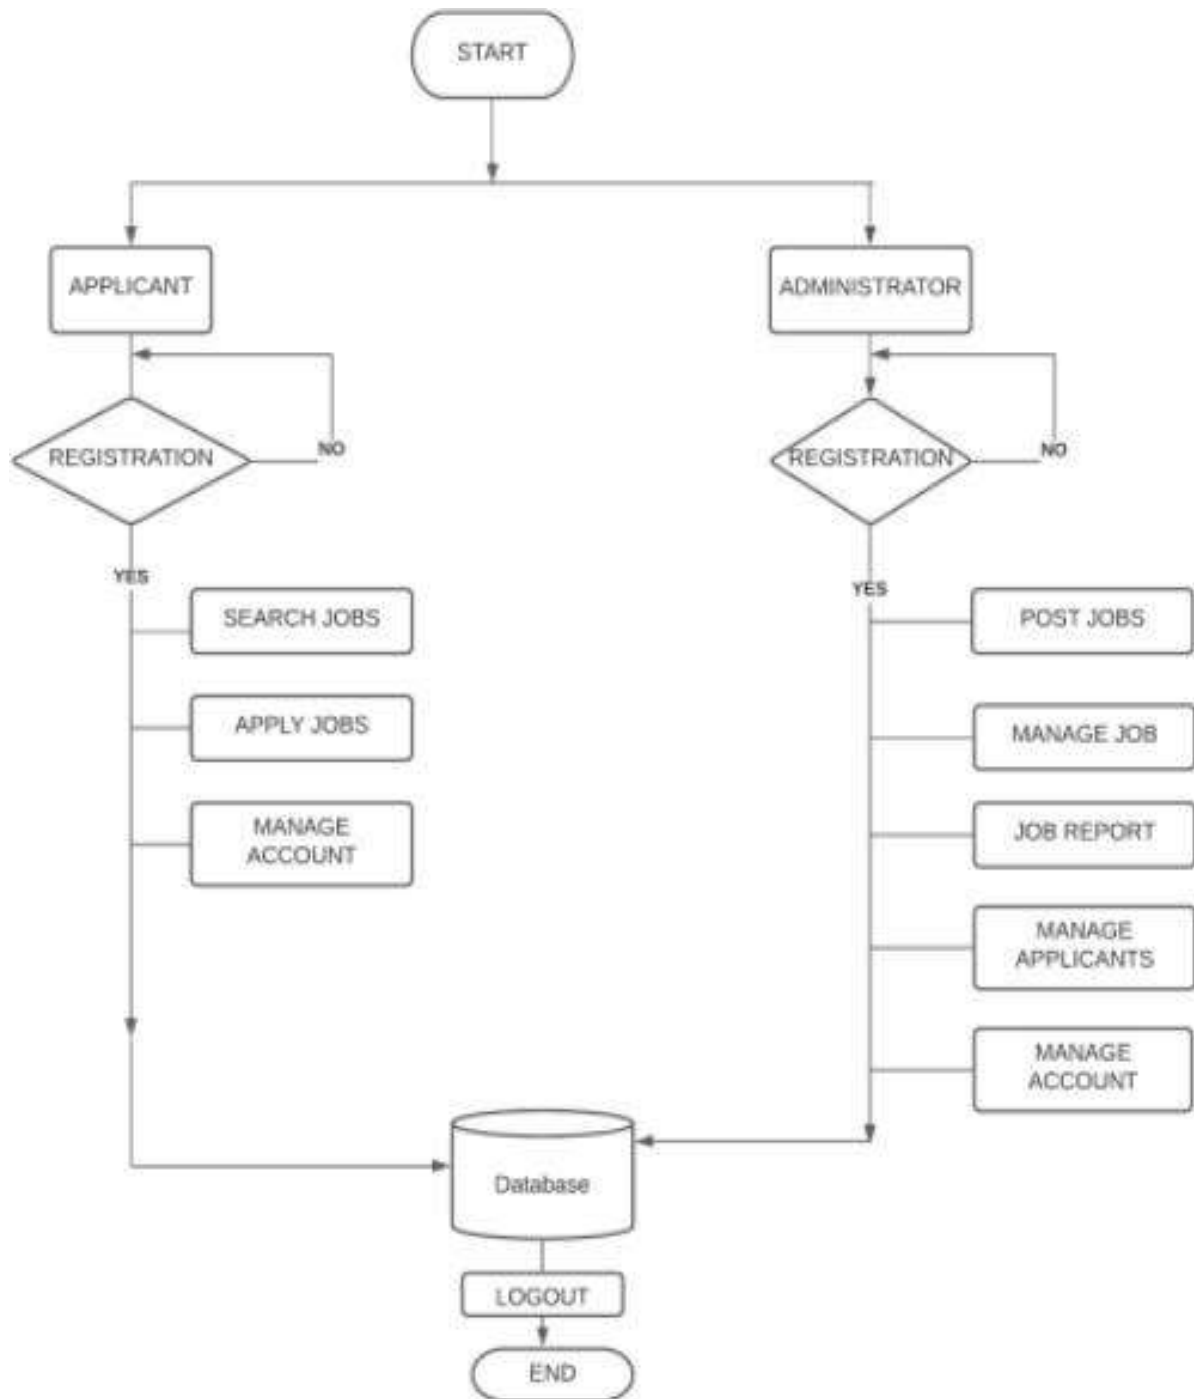 START
APPLICANT
ADMINISTRATOR
REGISTRATION
NO
REGISTRATION
NO
YES
YES
SEARCH JOBS
POST JOBS
APPLY JOBS
MANAGE JOB
MANAGE
ACCOUNT
JOB REPORT
MANAGE
APPLICANTS
MANAGE
ACCOUNT
Database
LOGOUT
END